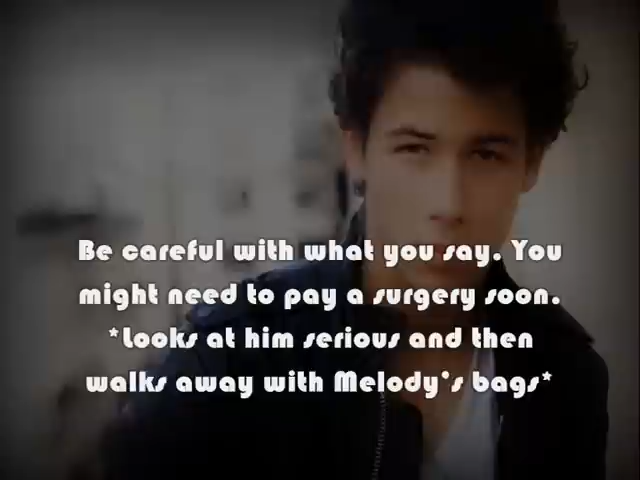 Be careful with what you say. You
might need to pay a surgery soon.
*Looks at him serious and then
walks away with Melody's bags*